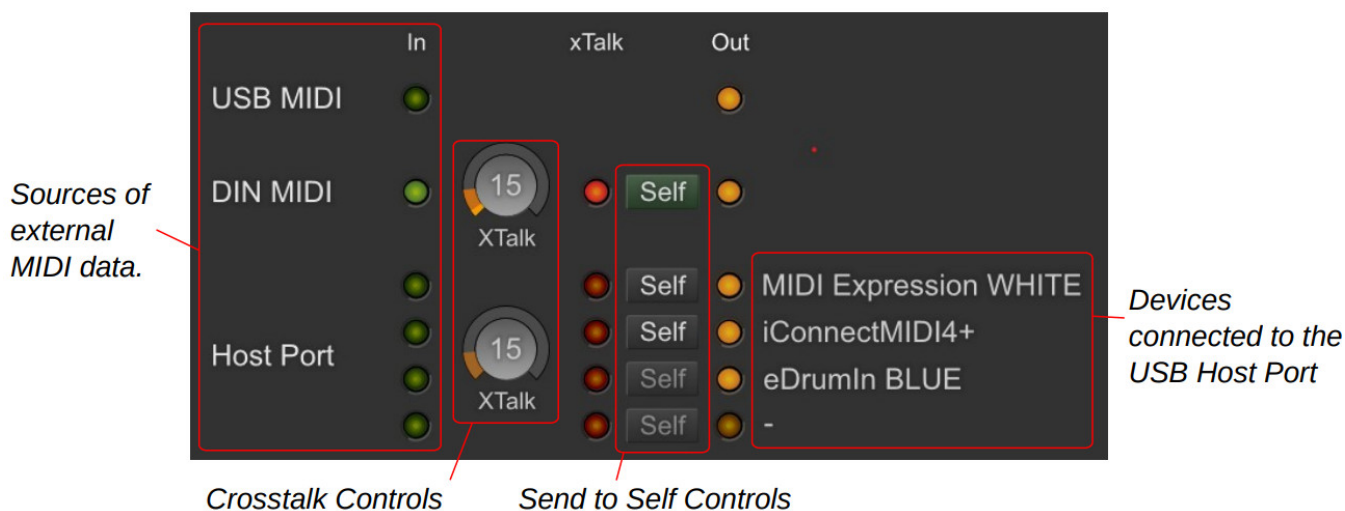 In xTalk Out
USB MIDI
DIN MIDI 15 Self
XTalk
Sources of
external
MIDI data.
Self MIDI Expression WHITE
Self iConnectMIDI4+
Host Port 15
Self eDrumIn BLUE
XTalk
Self -
Devices
connected to the
USB Host Port
Crosstalk Controls Send to Self Controls